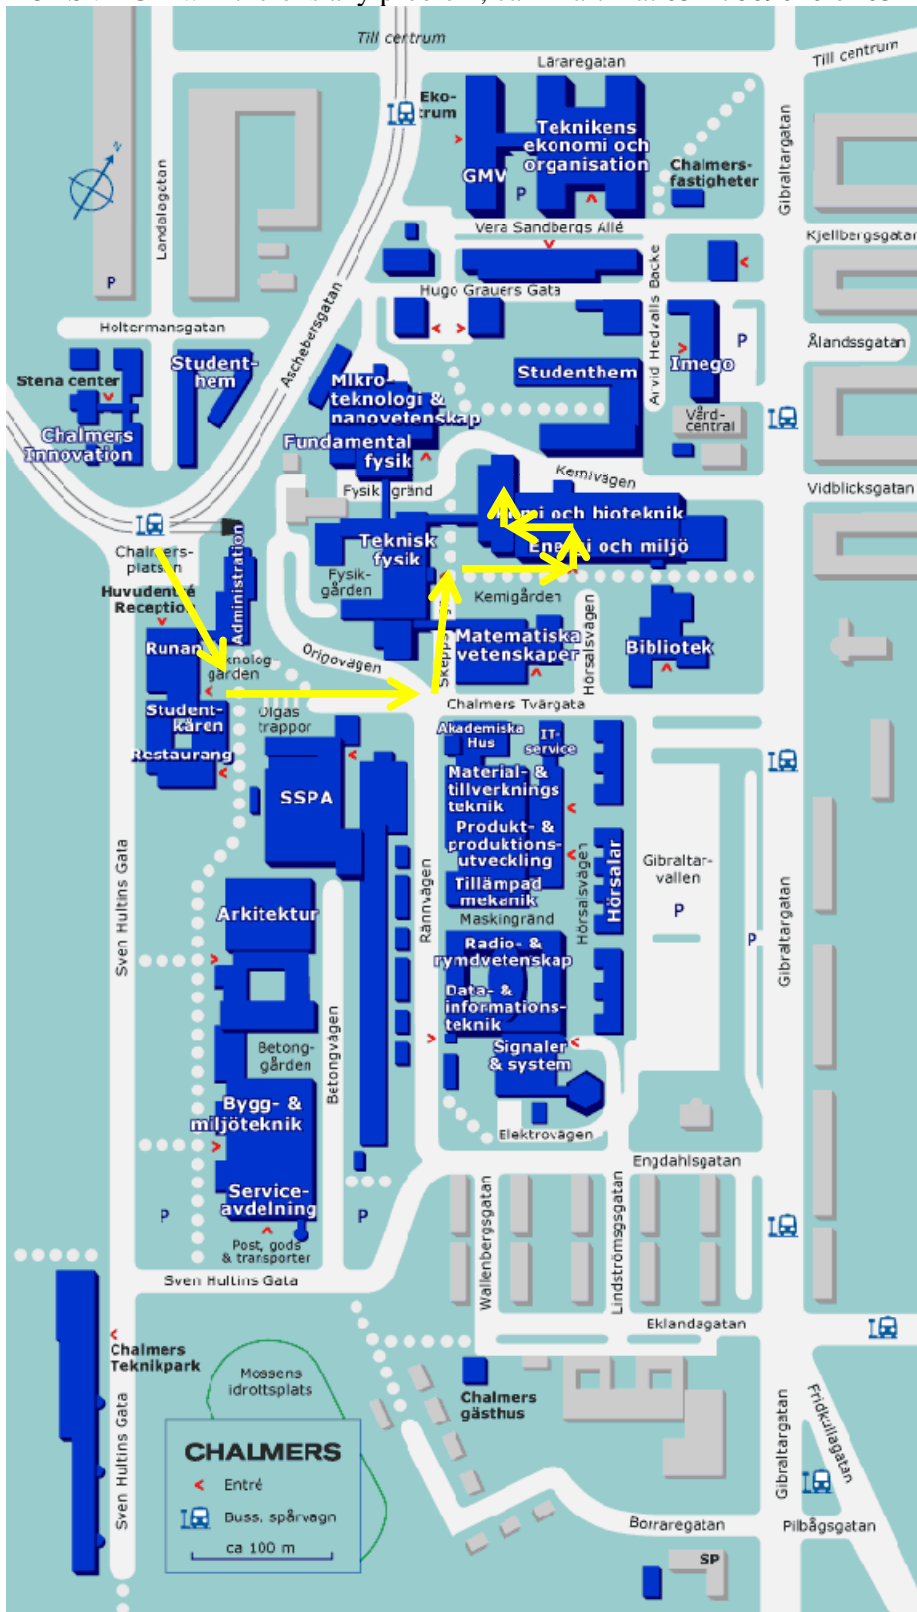 Till centrum
Till centrum
Läraregatan
Eko-
trum
Teknikens
ekonomi och
organisation
GMV
P
Chalmers-
fastigheter
Gibraltargatan
Landalagatan
N
P
Vera Sandbergs Allé
Kjellbergsgatan
Hugo Grauers Gata
Arvid Hedvalls Backe
Aschebergsgatan
Holtermansgatan
P
Ålandsgatan
Stena center
Student-
hem
Mikro-
teknologi &
nanovetenskap
Studenthem
Imego
Vård-
central
Chalmers
Innovation
Fundamental
fysik
Kemivägen
Vidblicksgatan
Fysikgränd
Kemi och bioteknik
Chalmers-
platsen
Administration
Teknisk
fysik
Energi och miljö
Huvudentré
Reception
Fysik-
gården
Kemigården
Runan
Teknolog
gården
Origovägen
Matematiska
vetenskaper
Hörsalsvägen
Bibliotek
Student-
kåren
Olgas
trappor
Chalmers Tvärgata
Restaurang
SSPA
Akademiska
Hus
IT-
service
Material- &
tillverknings
teknik
Produkt- &
produktions-
utveckling
Tillämpad
mekanik
Hörsalsvägen
Hörsalar
Gibraltar-
vallen
P
P
Gibraltargatan
Sven Hultins Gata
Rännvägen
Maskingränd
Arkitektur
Radio- &
rymdvetenskap
Data- &
informations-
teknik
Betong-
gården
Betongvägen
Signaler
& system
Bygg- &
miljöteknik
Elektrovägen
Engdahlsgatan
Service-
avdelning
P
P
Post, gods
& transporter
Wallenbergsgatan
Lindströmsgsgatan
Sven Hultins Gata
Eklandagatan
Chalmers
Teknikpark
Mossens
idrottsplats
Chalmers
gästhus
Sven Hultins Gata
Gibraltargatan
Fridkullagatan
CHALMERS
Entré
Buss, spårvagn
ca 100 m
Borraregatan
Pilbågsgatan
SP